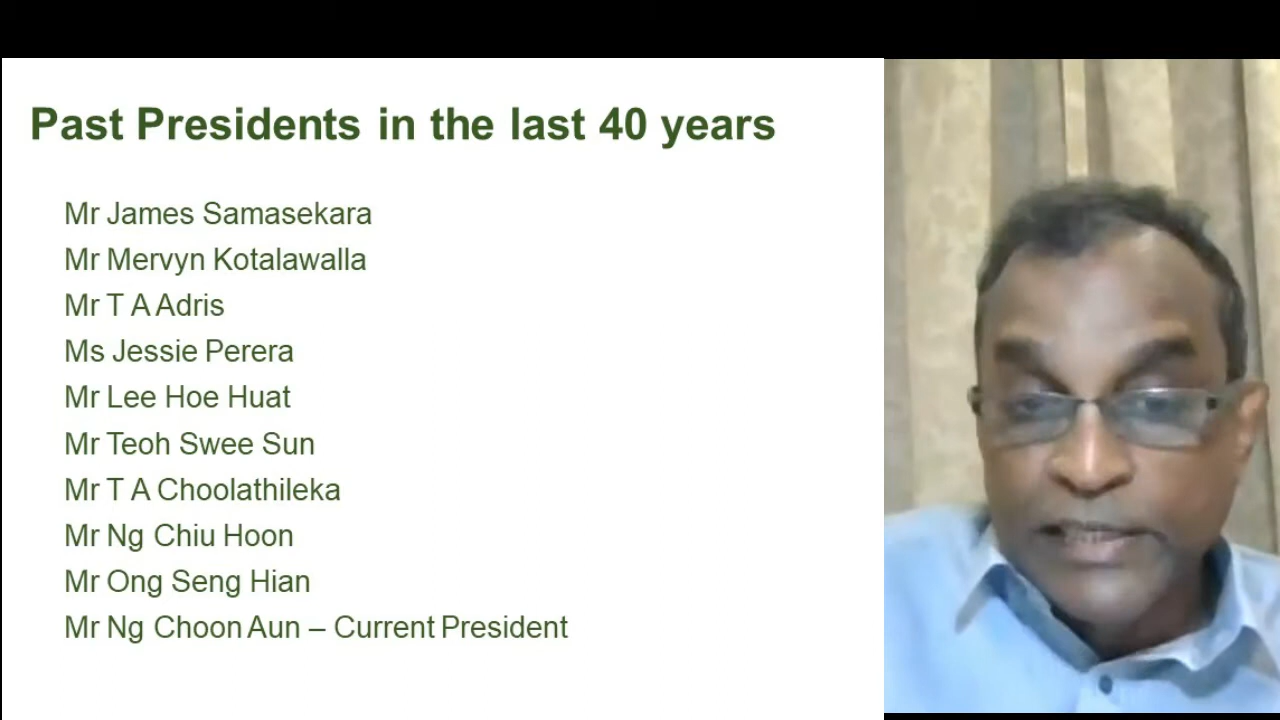 Past Presidents in the last 40 years
Mr James Samasekara
Mr Mervyn Kotalawalla
Mr T A Adris
Ms Jessie Perera
Mr Lee Hoe Huat
Mr Teoh Swee Sun
Mr T A Choolathileka
Mr Ng Chiu Hoon
Mr Ong Seng Hian
Mr Ng Choon Aun – Current President